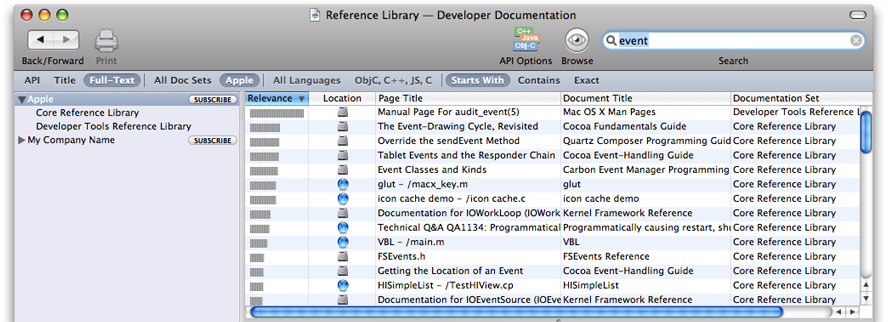 Reference Library — Developer Documentation
C++
Java
Obj-C
event
Back/Forward Print API Options Browse Search
API Title Full-Text All Doc Sets Apple All Languages ObjC, C++, JS, C Starts With Contains Exact
Apple SUBSCRIBE
Core Reference Library
Developer Tools Reference Library
My Company Name SUBSCRIBE
Relevance Location Page Title Document Title Documentation Set
Manual Page For audit_event(5) Mac OS X Man Pages Developer Tools Reference L
The Event-Drawing Cycle, Revisited Cocoa Fundamentals Guide Core Reference Library
Override the sendEvent Method Quartz Composer Programming Guid Core Reference Library
Tablet Events and the Responder Chain Cocoa Event-Handling Guide Core Reference Library
Event Classes and Kinds Carbon Event Manager Programming Core Reference Library
glut - /macx_key.m glut Core Reference Library
icon cache demo - /icon cache.c icon cache demo Core Reference Library
Documentation for IOWorkLoop (IOWork Kernel Framework Reference Core Reference Library
Technical Q&A QA1134: Programmatical Programmatically causing restart, shu Core Reference Library
VBL - /main.m VBL Core Reference Library
FSEvents.h FSEvents Reference Core Reference Library
Getting the Location of an Event Cocoa Event-Handling Guide Core Reference Library
HISimpleList - /TestHIView.cp HISimpleList Core Reference Library
Documentation for IOEventSource (IOEve Kernel Framework Reference Core Reference Library